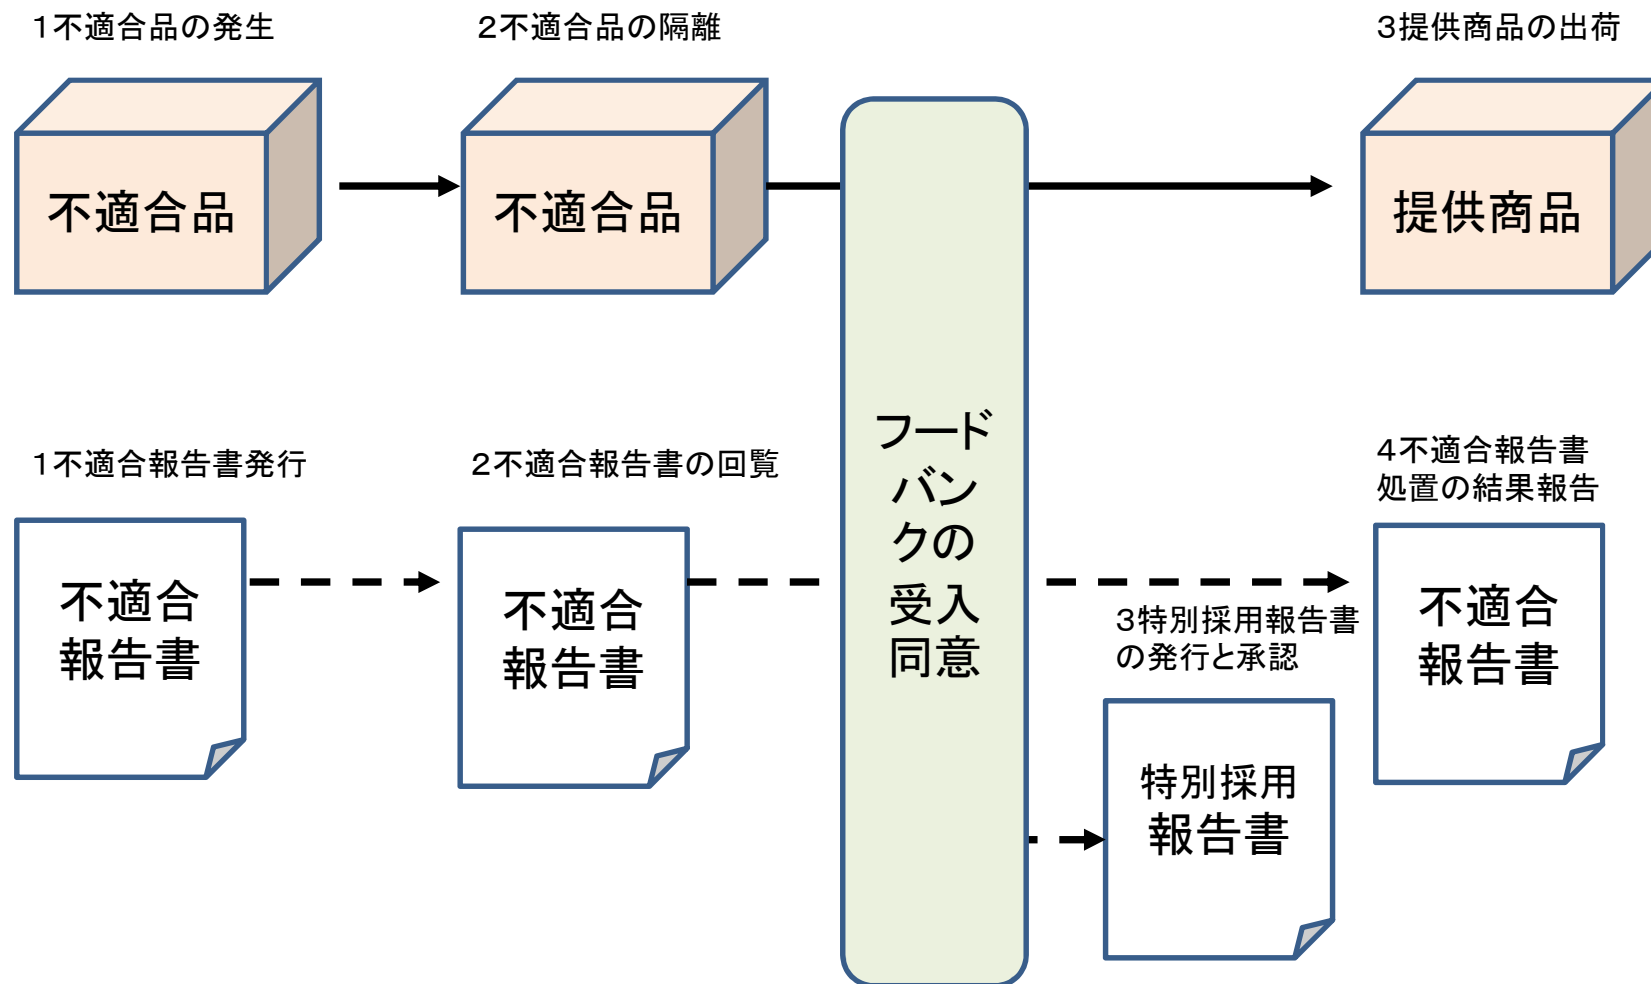 1不適合品の発生
2不適合品の隔離
3提供商品の出荷
不適合品
不適合品
提供商品
フード
バン
クの
受入
同意
1不適合報告書発行
2不適合報告書の回覧
4不適合報告書
処置の結果報告
不適合
報告書
不適合
報告書
3特別採用報告書
の発行と承認
不適合
報告書
特別採用
報告書